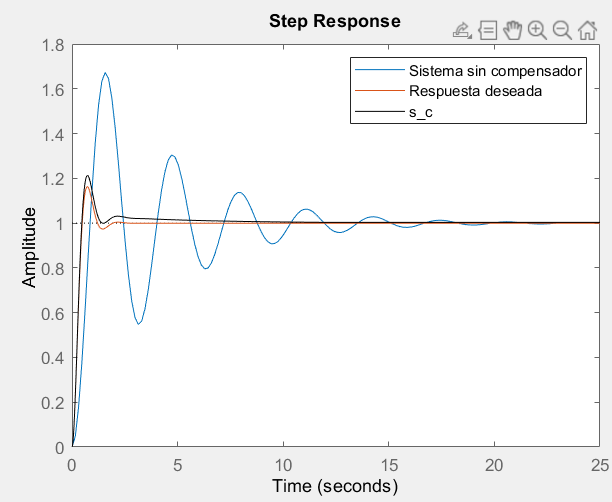 Step Response
Sistema sin compensador
Respuesta deseada
s_c
Amplitude
1.8
1.6
1.4
1.2
1
0.8
0.6
0.4
0.2
0
0 5 10 15 20 25
Time (seconds)